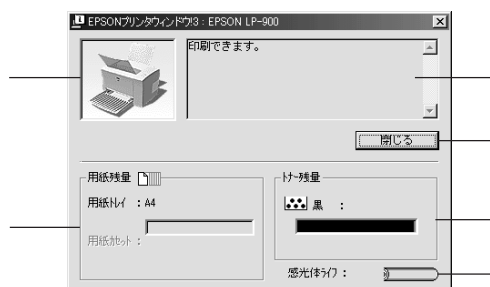 EPSONプリンタウィンドウ!3 : EPSON LP-900
印刷できます。
閉じる
用紙残量
用紙トレイ : A4
用紙カセット :
トナー残量
黒 :
感光体ライフ :